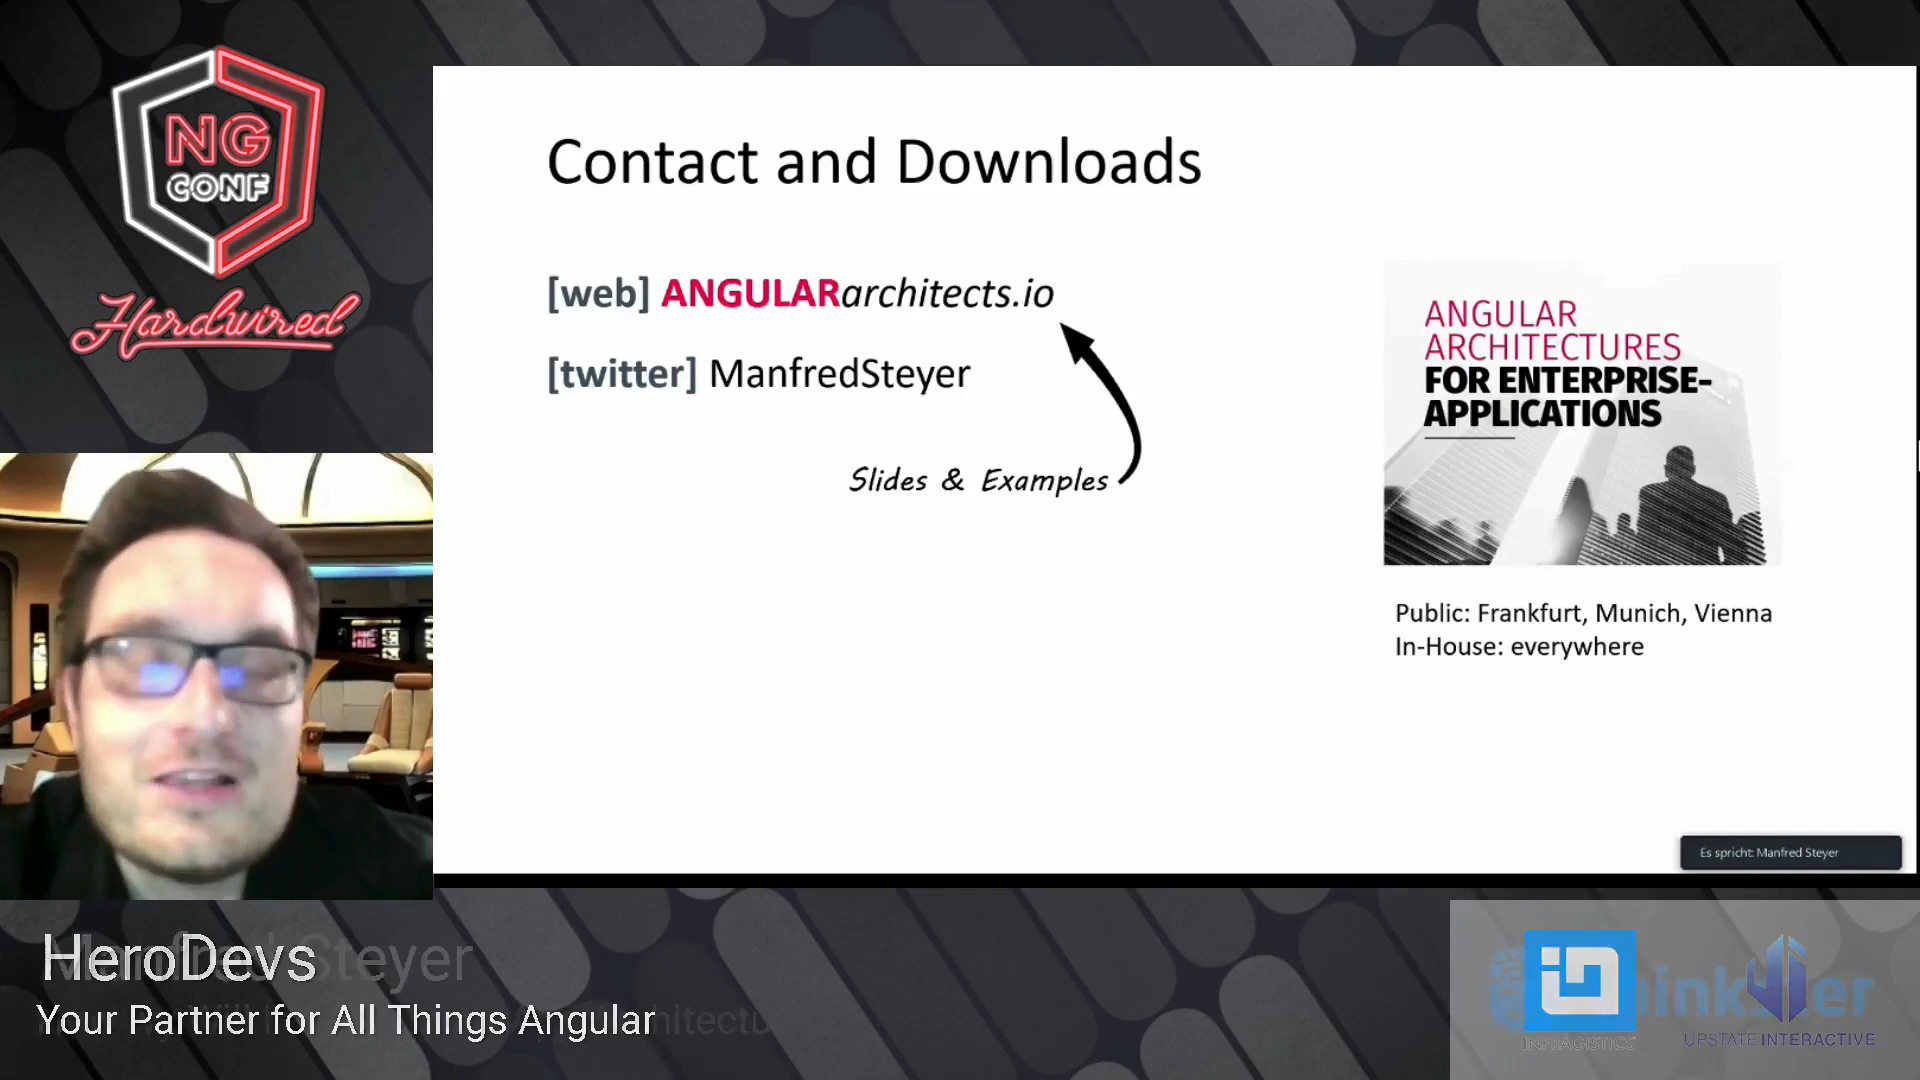 NG
CONF
Hardwired
Contact and Downloads
[web] ANGULARarchitects.io
[twitter] ManfredSteyer
Slides & Examples
ANGULAR
ARCHITECTURES
FOR ENTERPRISE-
APPLICATIONS
Public: Frankfurt, Munich, Vienna
In-House: everywhere
Es spricht: Manfred Steyer
HeroDevs
Steyer
Your Partner for All Things Angular
INFRAGISTICS
UPSTATE INTERACTIVE